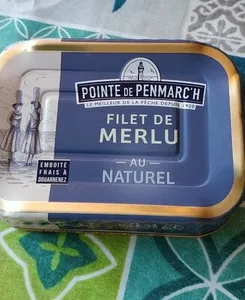 POINTE DE PENMARC'H
LE MEILLEUR DE LA PÊCHE DEPUIS 1920
FILET DE
MERLU
AU
NATUREL
EMBOITÉ
FRAIS À
DOUARNENEZ